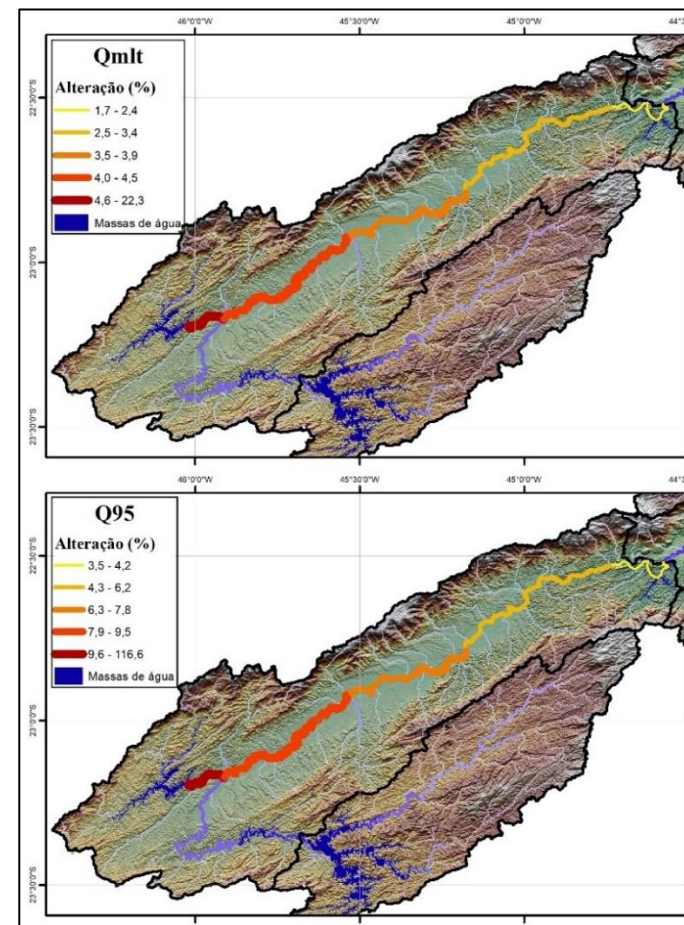 46°0'0"W 45°30'0"W 45°0'0"W
Qmlt
Alteração (%)
1,7 - 2,4
2,5 - 3,4
3,5 - 3,9
4,0 - 4,5
4,6 - 22,3
Massas de água
22°30'0"S
23°0'0"S
23°30'0"S
46°0'0"W 45°30'0"W 45°0'0"W
Q95
Alteração (%)
3,5 - 4,2
4,3 - 6,2
6,3 - 7,8
7,9 - 9,5
9,6 - 116,6
Massas de água
22°30'0"S
23°0'0"S
23°30'0"S